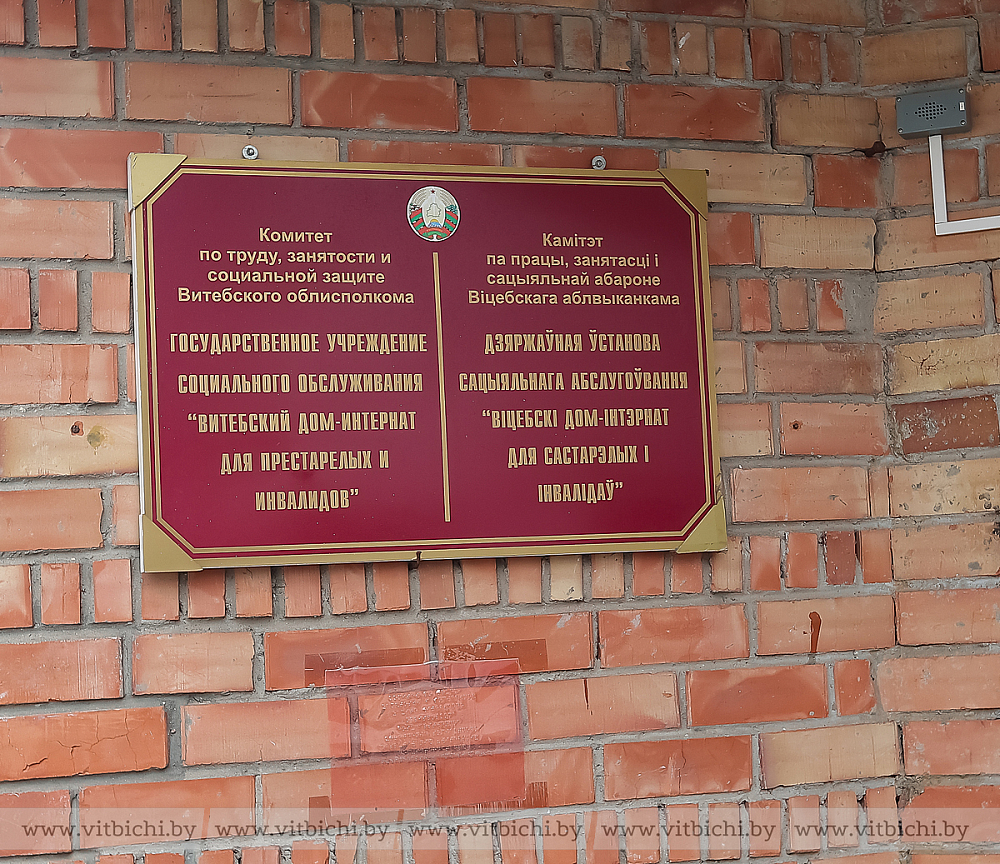 Комитет
по труду, занятости и
социальной защите
Витебского облисполкома
ГОСУДАРСТВЕННОЕ УЧРЕЖДЕНИЕ
СОЦИАЛЬНОГО ОБСЛУЖИВАНИЯ
“ВИТЕБСКИЙ ДОМ-ИНТЕРНАТ
ДЛЯ ПРЕСТАРЕЛЫХ И
ИНВАЛИДОВ”
Камітэт
па працы, занятасці і
сацыяльнай абароне
Віцебскага аблвыканкама
ДЗЯРЖАЎНАЯ ЎСТАНОВА
САЦЫЯЛЬНАГА АБСЛУГОЎВАННЯ
“ВІЦЕБСКІ ДОМ-ІНТЭРНАТ
ДЛЯ САСТАРЭЛЫХ І
ІНВАЛІДАЎ”
www.vitbichi.by www.vitbichi.by www.vitbichi.by www.vitbichi.by www.vitbichi.by